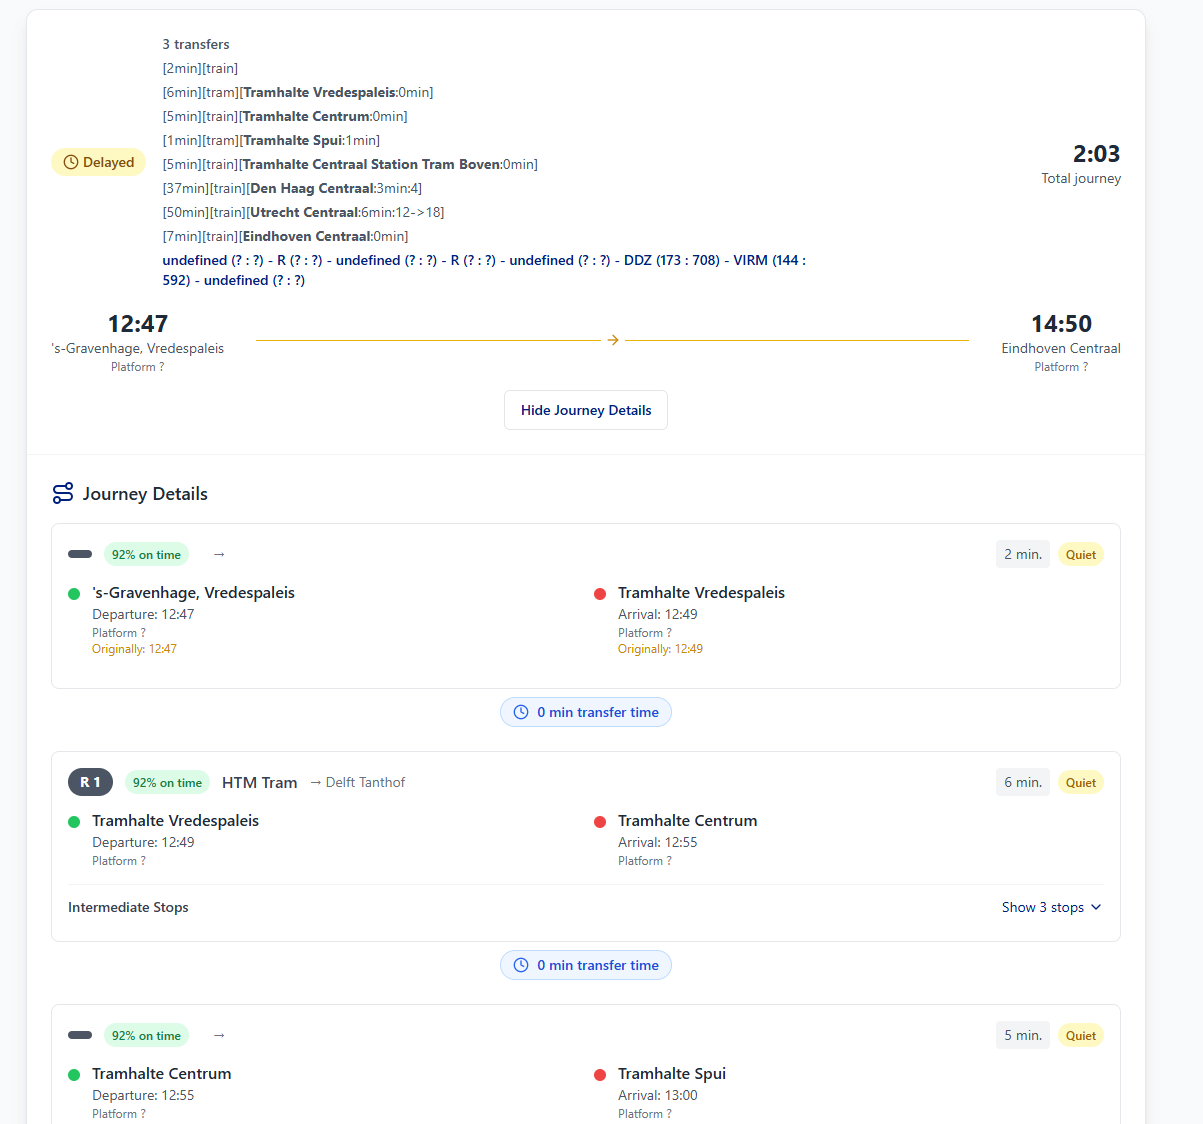 3 transfers
[2min][train]
[6min][tram][Tramhalte Vredespaleis:0min]
[5min][train][Tramhalte Centrum:0min]
[1min][tram][Tramhalte Spui:1min]
[5min][train][Tramhalte Centraal Station Tram Boven:0min]
[37min][train][Den Haag Centraal:3min:4]
[50min][train][Utrecht Centraal:6min:12->18]
[7min][train][Eindhoven Centraal:0min]
undefined (? : ?) - R (? : ?) - undefined (? : ?) - R (? : ?) - undefined (? : ?) - DDZ (173 : 708) - VIRM (144 :
592) - undefined (? : ?)
Delayed
2:03
Total journey
12:47
's-Gravenhage, Vredespaleis
Platform ?
→
14:50
Eindhoven Centraal
Platform ?
Hide Journey Details
Journey Details
92% on time →
2 min. Quiet
's-Gravenhage, Vredespaleis
Departure: 12:47
Platform ?
Originally: 12:47
Tramhalte Vredespaleis
Arrival: 12:49
Platform ?
Originally: 12:49
0 min transfer time
R 1 92% on time HTM Tram → Delft Tanthof
6 min. Quiet
Tramhalte Vredespaleis
Departure: 12:49
Platform ?
Tramhalte Centrum
Arrival: 12:55
Platform ?
Intermediate Stops
Show 3 stops
0 min transfer time
92% on time →
5 min. Quiet
Tramhalte Centrum
Departure: 12:55
Platform ?
Tramhalte Spui
Arrival: 13:00
Platform ?